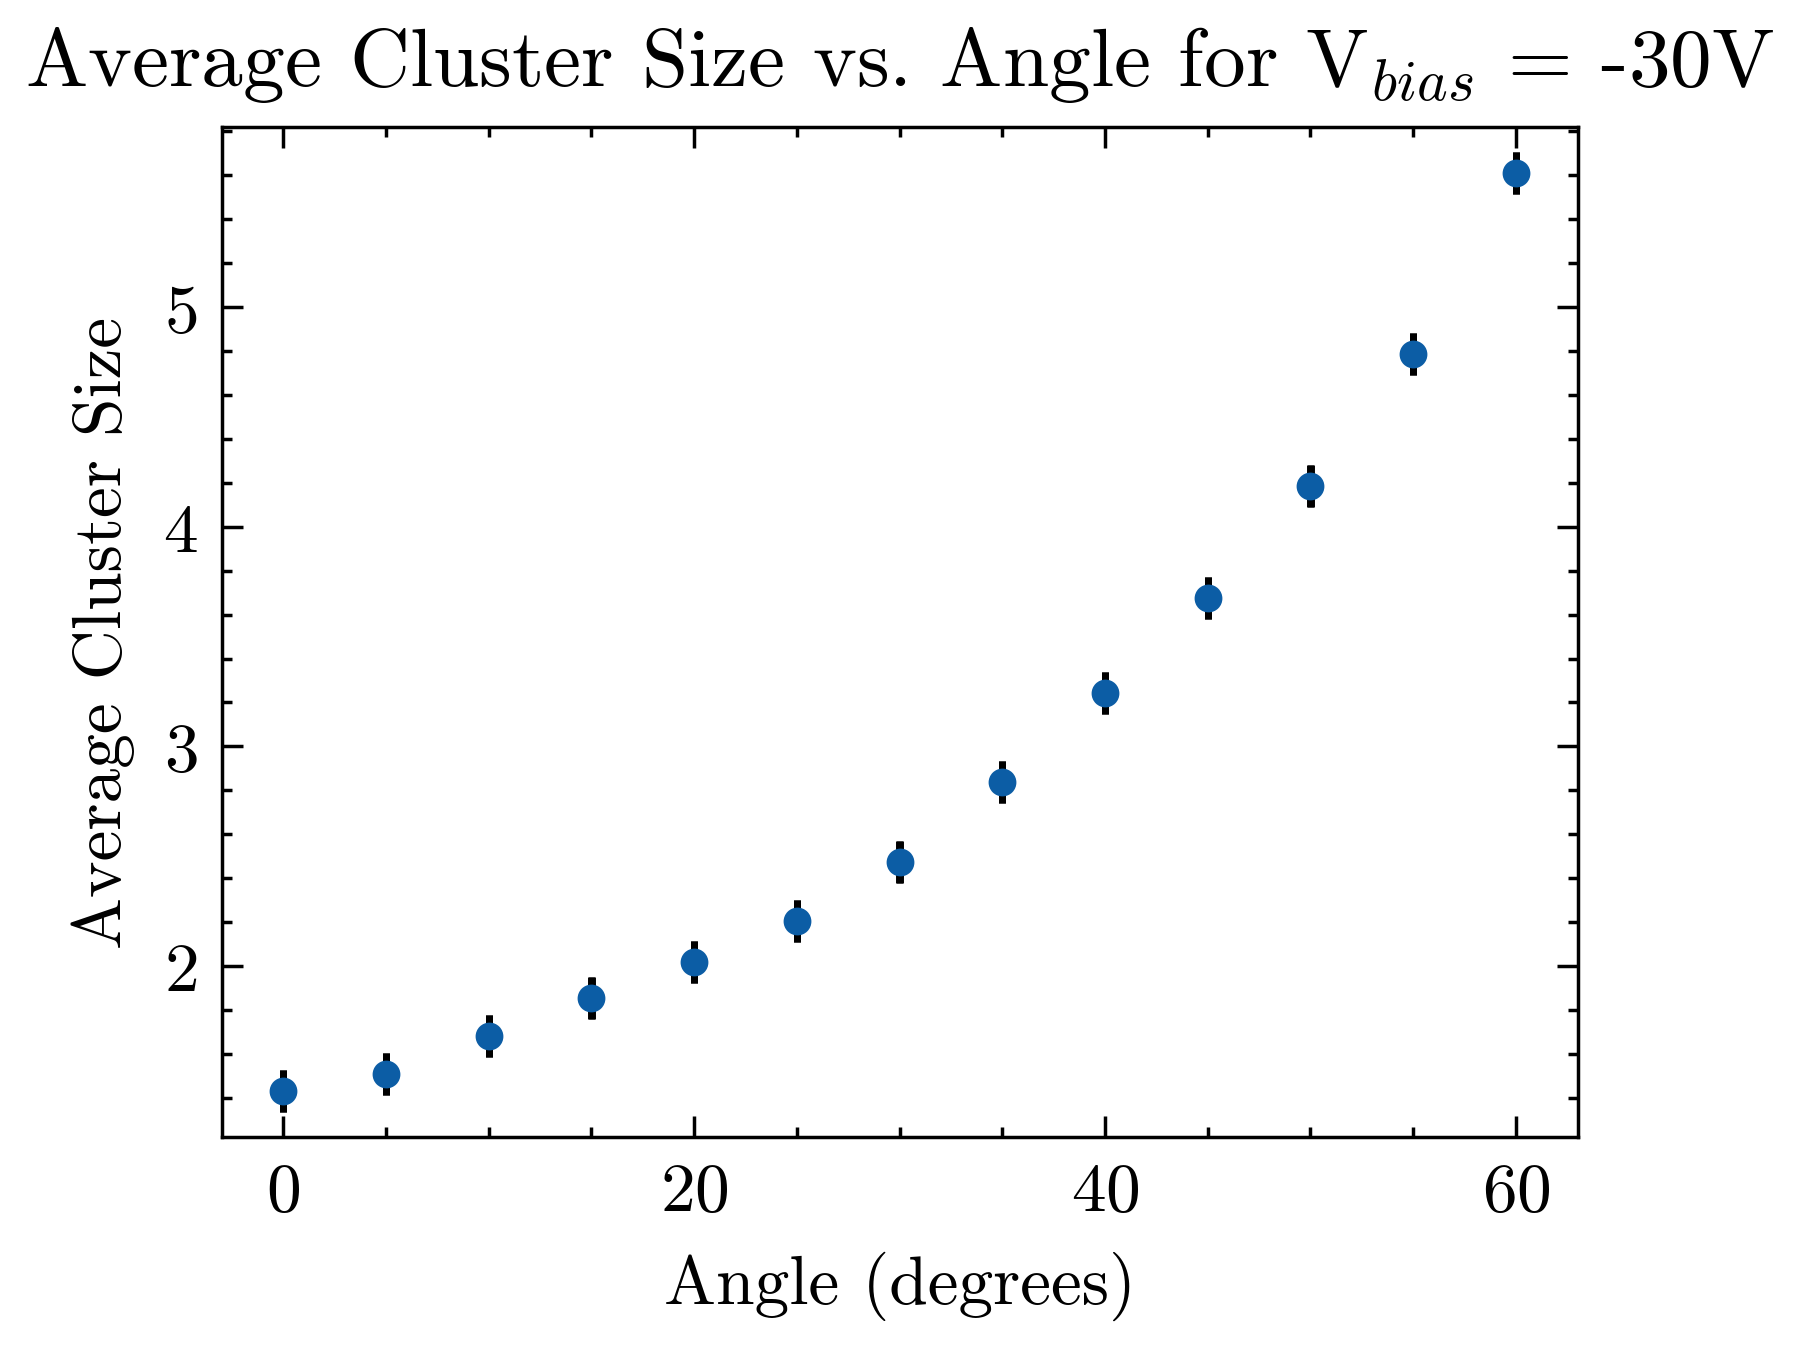 Average Cluster Size vs. Angle for V_bias = -30V
Average Cluster Size
5
4
3
2
0 20 40 60
Angle (degrees)